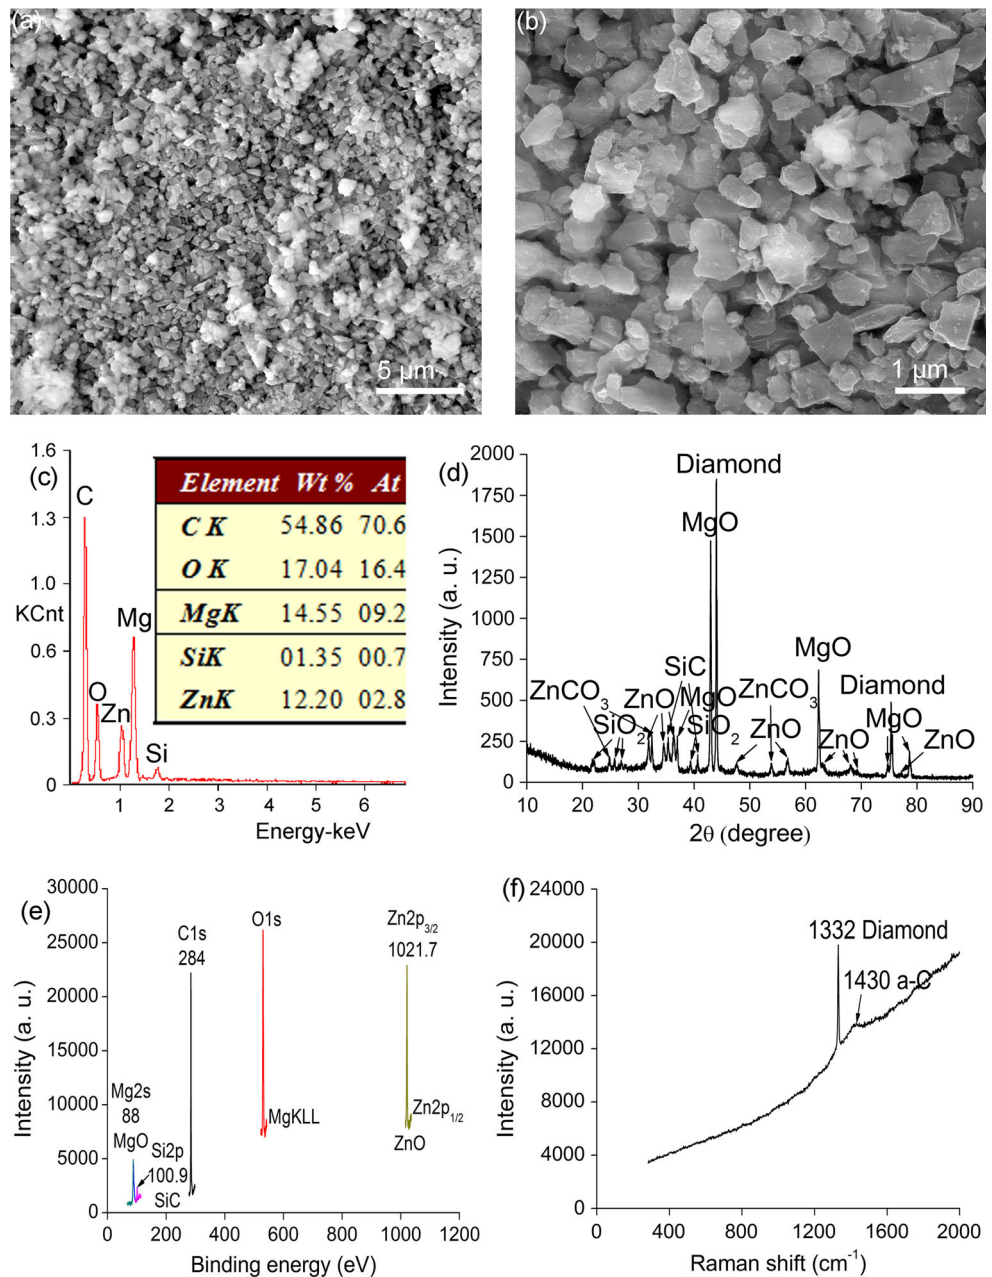 (a)
5 μm
(b)
1 μm
(c)
1.6
1.3
1.0
KCnt
0.6
0.3
0
C
O
Zn
Mg
Si
1 2 3 4 5 6
Energy-keV
Element Wt % At
C K 54.86 70.6
O K 17.04 16.4
MgK 14.55 09.2
SiK 01.35 00.7
ZnK 12.20 02.8
(d)
Intensity (a. u.)
2000
1750
1500
1250
1000
750
500
250
0
Diamond
MgO
SiC
MgO
ZnCO3
ZnO
MgO
ZnCO3
Diamond
SiO2
SiO2
ZnO
ZnO
MgO
ZnO
10 20 30 40 50 60 70 80 90
2θ (degree)
(e)
Intensity (a. u.)
30000
25000
20000
15000
10000
5000
0
C1s
284
O1s
Zn2p3/2
1021.7
Mg2s
88
MgO
Si2p
100.9
SiC
MgKLL
Zn2p1/2
ZnO
0 200 400 600 800 1000 1200
Binding energy (eV)
(f)
Intensity (a. u.)
24000
20000
16000
12000
8000
4000
0
1332 Diamond
1430 a-C
0 400 800 1200 1600 2000
Raman shift (cm-1)